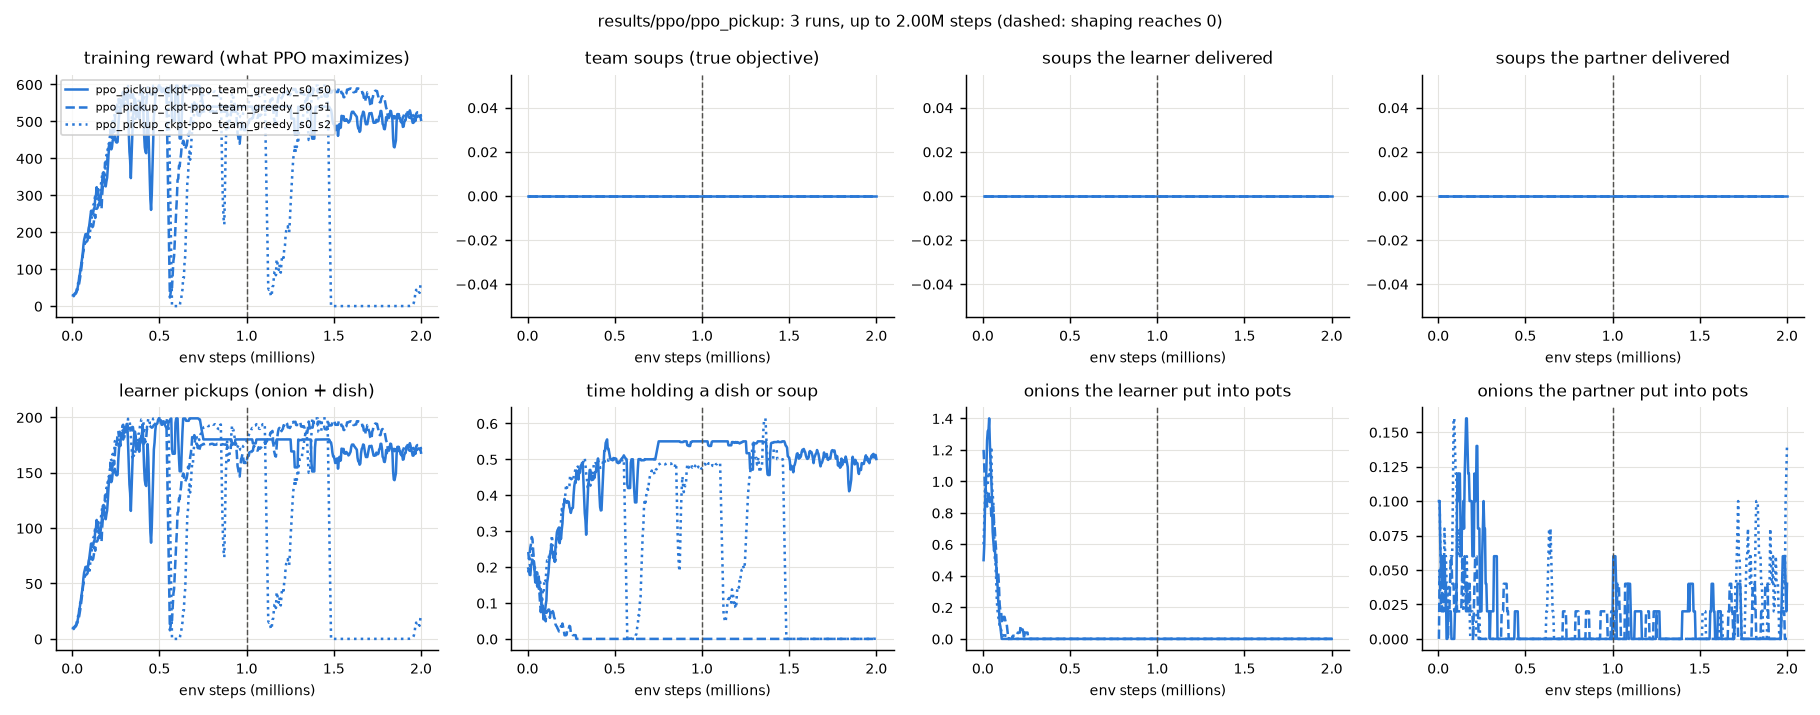 results/ppo/ppo_pickup: 3 runs, up to 2.00M steps (dashed: shaping reaches 0)
training reward (what PPO maximizes)
ppo_pickup_ckpt-ppo_team_greedy_s0_s0
ppo_pickup_ckpt-ppo_team_greedy_s0_s1
ppo_pickup_ckpt-ppo_team_greedy_s0_s2
600
500
400
300
200
100
0
0.0 0.5 1.0 1.5 2.0
env steps (millions)
team soups (true objective)
0.04
0.02
0.00
−0.02
−0.04
0.0 0.5 1.0 1.5 2.0
env steps (millions)
soups the learner delivered
0.04
0.02
0.00
−0.02
−0.04
0.0 0.5 1.0 1.5 2.0
env steps (millions)
soups the partner delivered
0.04
0.02
0.00
−0.02
−0.04
0.0 0.5 1.0 1.5 2.0
env steps (millions)
learner pickups (onion + dish)
200
150
100
50
0
0.0 0.5 1.0 1.5 2.0
env steps (millions)
time holding a dish or soup
0.6
0.5
0.4
0.3
0.2
0.1
0.0
0.0 0.5 1.0 1.5 2.0
env steps (millions)
onions the learner put into pots
1.4
1.2
1.0
0.8
0.6
0.4
0.2
0.0
0.0 0.5 1.0 1.5 2.0
env steps (millions)
onions the partner put into pots
0.150
0.125
0.100
0.075
0.050
0.025
0.000
0.0 0.5 1.0 1.5 2.0
env steps (millions)